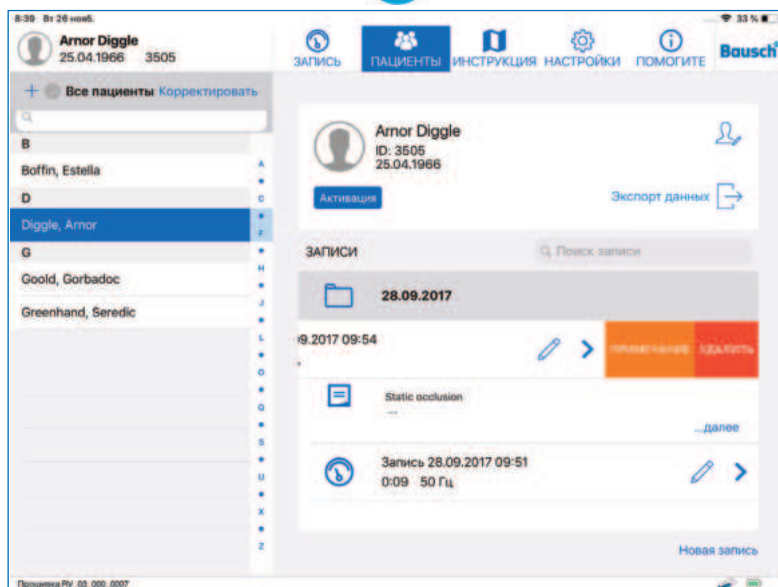 8:39 Вт 26 нояб.
33 %
Arnor Diggle
25.04.1966 3505
ЗАПИСЬ
ПАЦИЕНТЫ
ИНСТРУКЦИЯ
НАСТРОЙКИ
ПОМОГИТЕ
Bausch
+ Все пациенты Корректировать
B
Boffin, Estella
D
Diggle, Arnor
G
Goold, Gorbadoc
Greenhand, Seredic
A
C
F
H
J
L
O
Q
S
U
X
Z
Arnor Diggle
ID: 3505
25.04.1966
Активация
Экспорт данных
ЗАПИСИ
Поиск записи
28.09.2017
9.2017 09:54
УДАЛИТЬ
Static occlusion
...далее
Запись 28.09.2017 09:51
0:09 50 Гц
Новая запись
Прошивка RV_03_000_0007